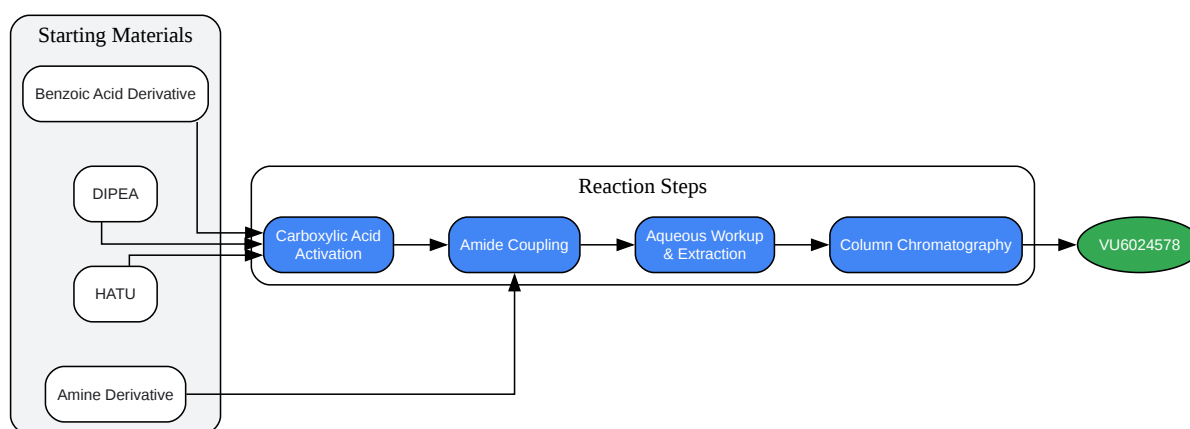 Starting Materials
Benzoic Acid Derivative
DIPEA
HATU
Amine Derivative
Reaction Steps
Carboxylic Acid
Activation
Amide Coupling
Aqueous Workup
& Extraction
Column Chromatography
VU6024578